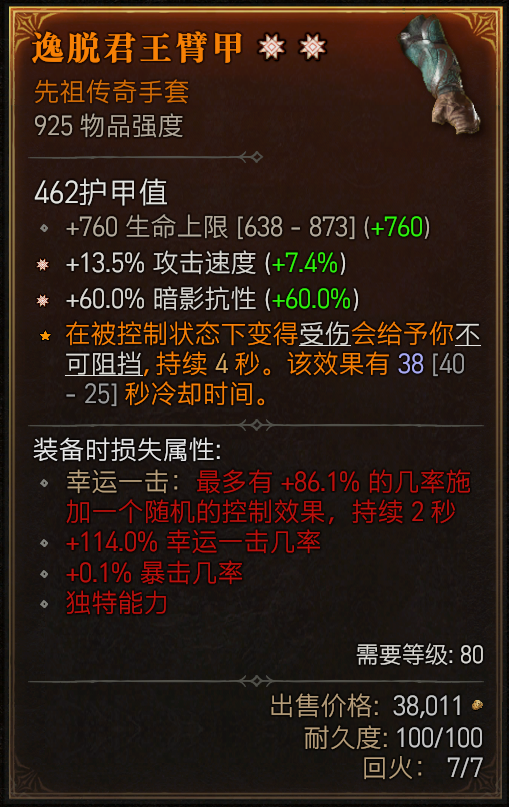 逸脱君王臂甲
先祖传奇手套
925 物品强度
462护甲值
+760 生命上限 [638 - 873] (+760)
+13.5% 攻击速度 (+7.4%)
+60.0% 暗影抗性 (+60.0%)
在被控制状态下变得受伤会给予你不
可阻挡, 持续 4 秒。该效果有 38 [40
- 25] 秒冷却时间。
装备时损失属性:
幸运一击: 最多有 +86.1% 的几率施
加一个随机的控制效果，持续 2 秒
+114.0% 幸运一击几率
+0.1% 暴击几率
独特能力
需要等级: 80
出售价格: 38,011
耐久度: 100/100
回火: 7/7